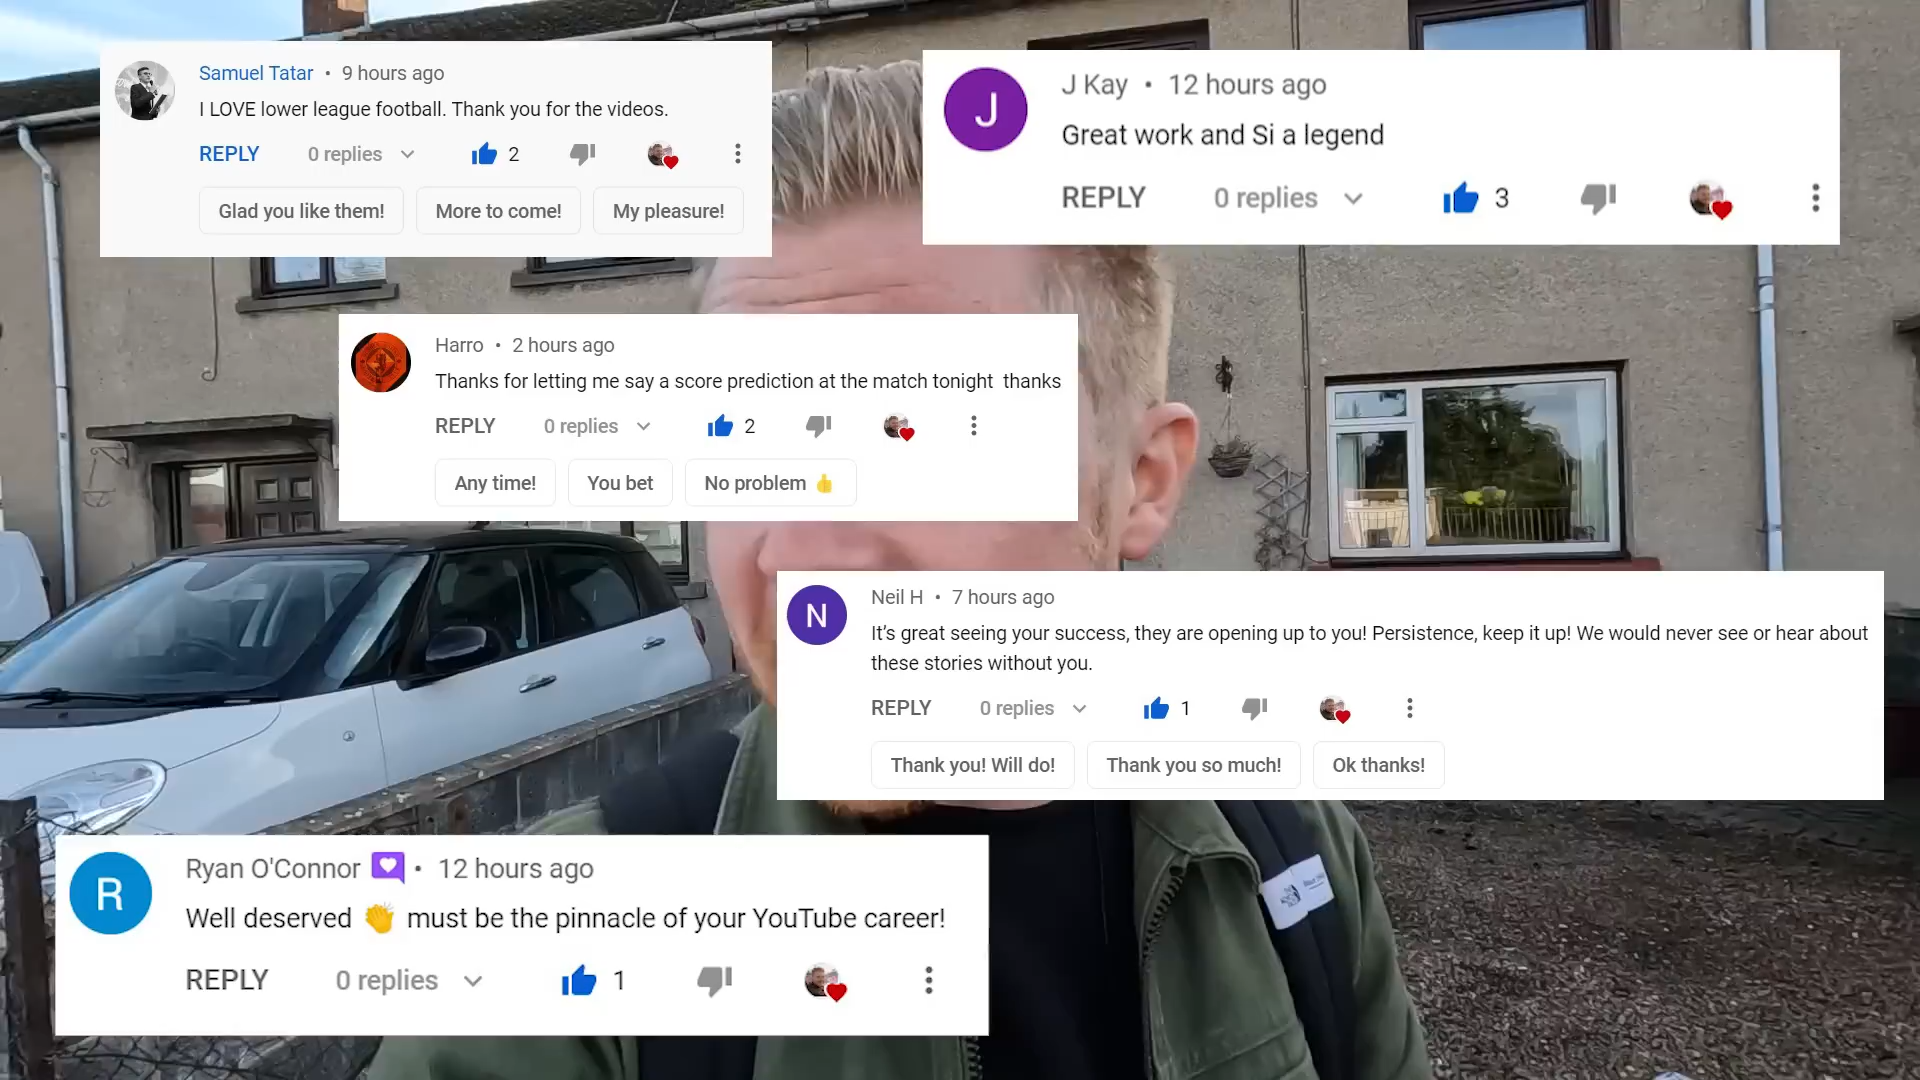 Samuel Tatar • 9 hours ago
I LOVE lower league football. Thank you for the videos.
REPLY 0 replies 2
Glad you like them! More to come! My pleasure!
J
J Kay • 12 hours ago
Great work and Si a legend
REPLY 0 replies 3
Harro • 2 hours ago
Thanks for letting me say a score prediction at the match tonight thanks
REPLY 0 replies 2
Any time! You bet No problem 👍
N
Neil H • 7 hours ago
It’s great seeing your success, they are opening up to you! Persistence, keep it up! We would never see or hear about
these stories without you.
REPLY 0 replies 1
Thank you! Will do! Thank you so much! Ok thanks!
R
Ryan O'Connor • 12 hours ago
Well deserved 👏 must be the pinnacle of your YouTube career!
REPLY 0 replies 1